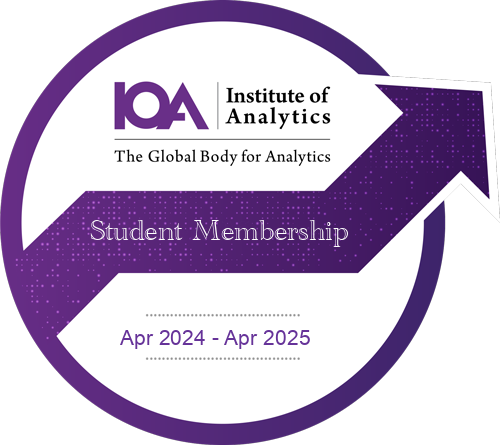 IOA
Institute of
Analytics
The Global Body for Analytics
Student Membership
Apr 2024 - Apr 2025